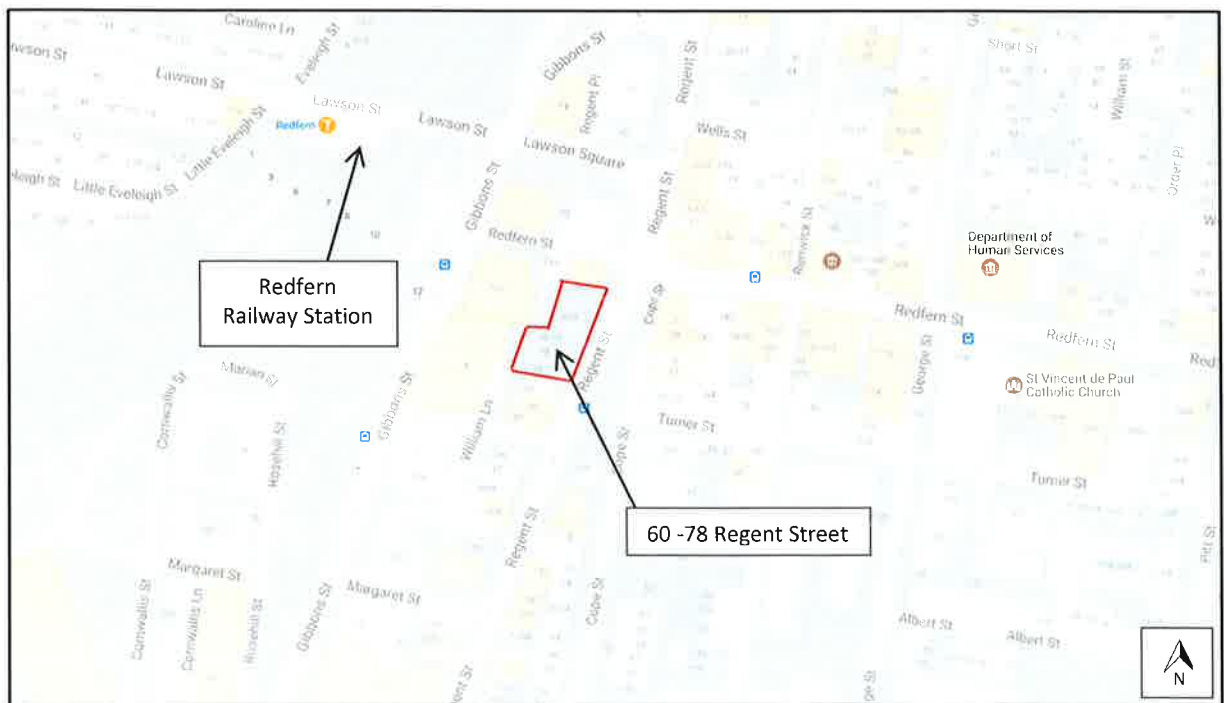 Caroline Ln
Gibbons St
Regent St
Short St
Lawson St
Eveleigh St
Lawson St
William St
Redfern
Regent Pl
Lawson St
Wells St
Lawson Square
Little Eveleigh St
Order Pl
Little Eveleigh St
Gibbons St
Regent St
Renwick St
Redfern St
Department of
Human Services
Redfern
Railway Station
12
Cope St
Redfern St
Redfern St
Marian St
Regent St
George St
St Vincent de Paul
Catholic Church
Cornwallis St
Gibbons St
William Ln
Turner St
Rosehill St
Cope St
Turner St
60 -78 Regent Street
Regent St
Pitt St
Margaret St
Margaret St
Cope St
Cornwallis St
Cornwallis Ln
Rosehill St
Gibbons St
Albert St
Albert St
N